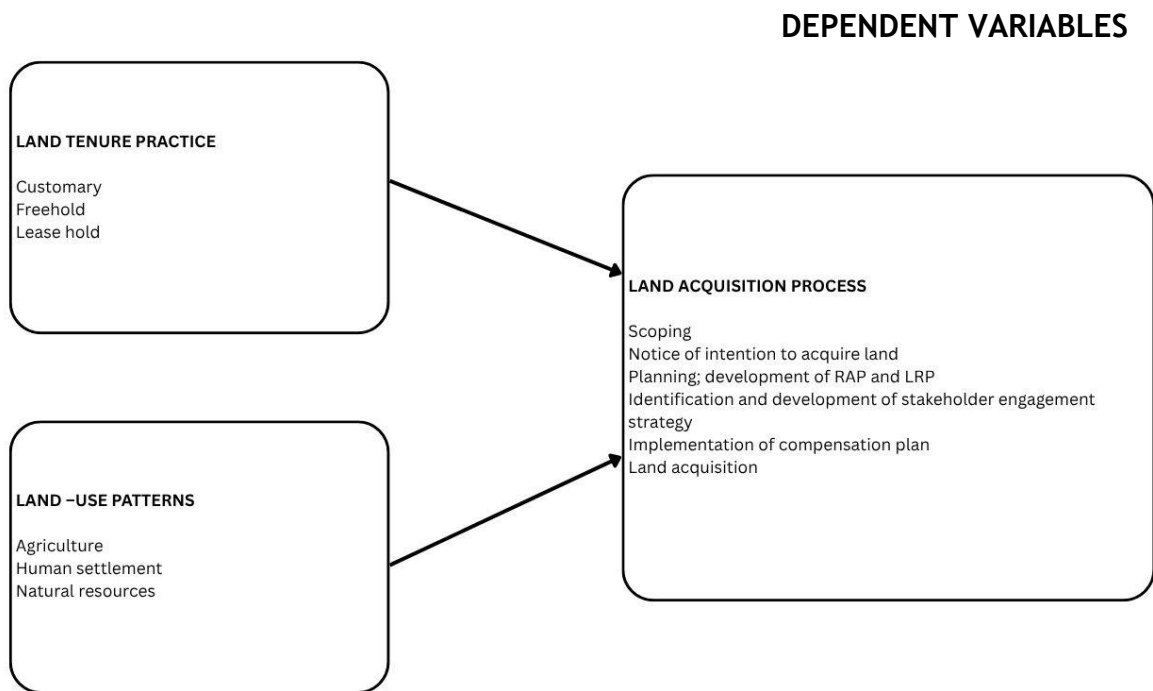 DEPENDENT VARIABLES
LAND TENURE PRACTICE
Customary
Freehold
Lease hold
LAND –USE PATTERNS
Agriculture
Human settlement
Natural resources
LAND ACQUISITION PROCESS
Scoping
Notice of intention to acquire land
Planning; development of RAP and LRP
Identification and development of stakeholder engagement
strategy
Implementation of compensation plan
Land acquisition